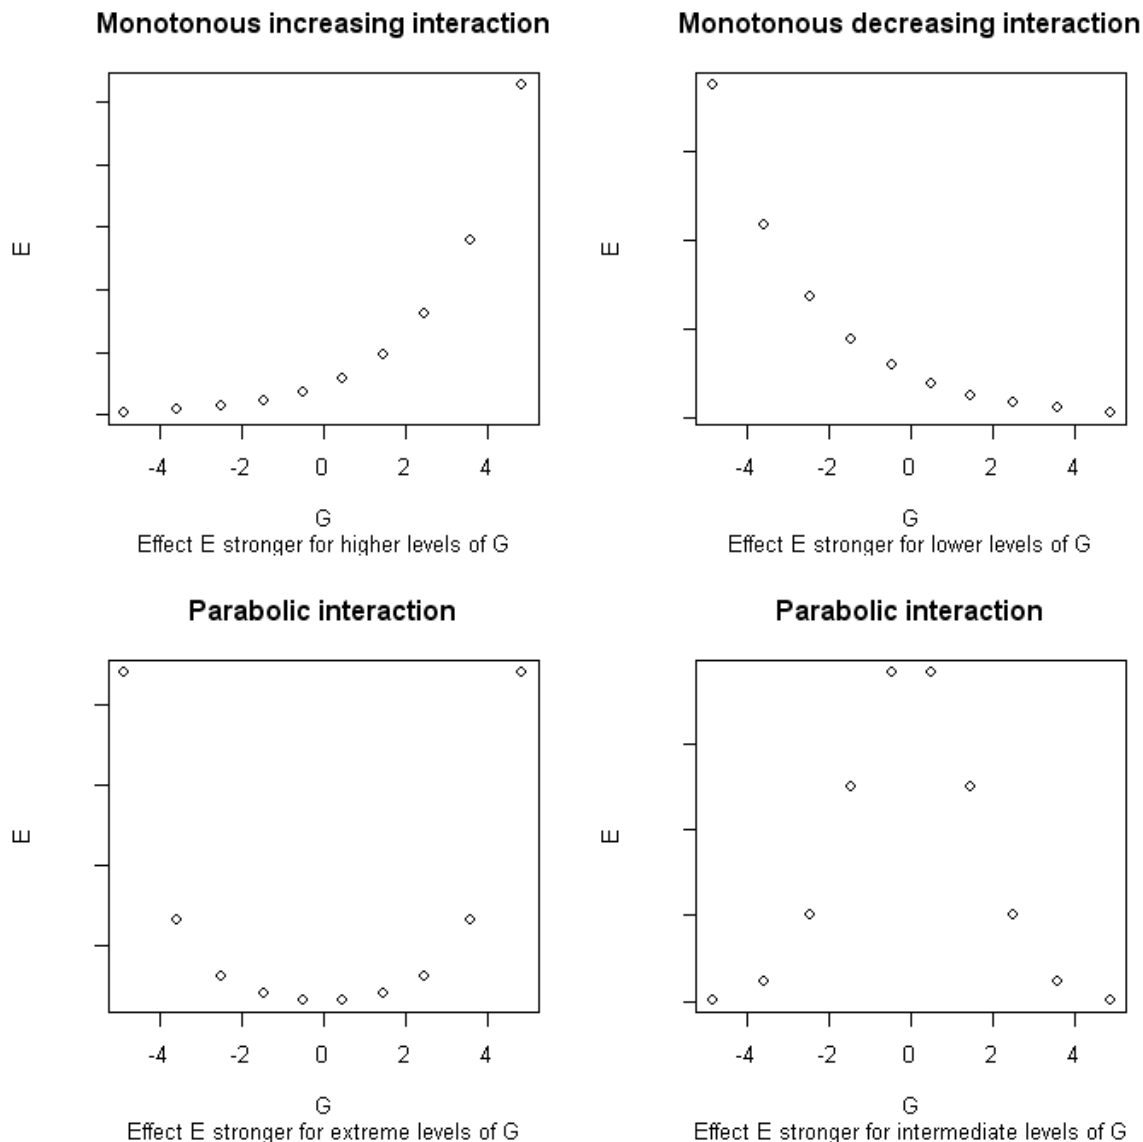 Monotonous increasing interaction
E
-4 -2 0 2 4
G
Effect E stronger for higher levels of G
Monotonous decreasing interaction
E
-4 -2 0 2 4
G
Effect E stronger for lower levels of G
Parabolic interaction
E
-4 -2 0 2 4
G
Effect E stronger for extreme levels of G
Parabolic interaction
E
-4 -2 0 2 4
G
Effect E stronger for intermediate levels of G